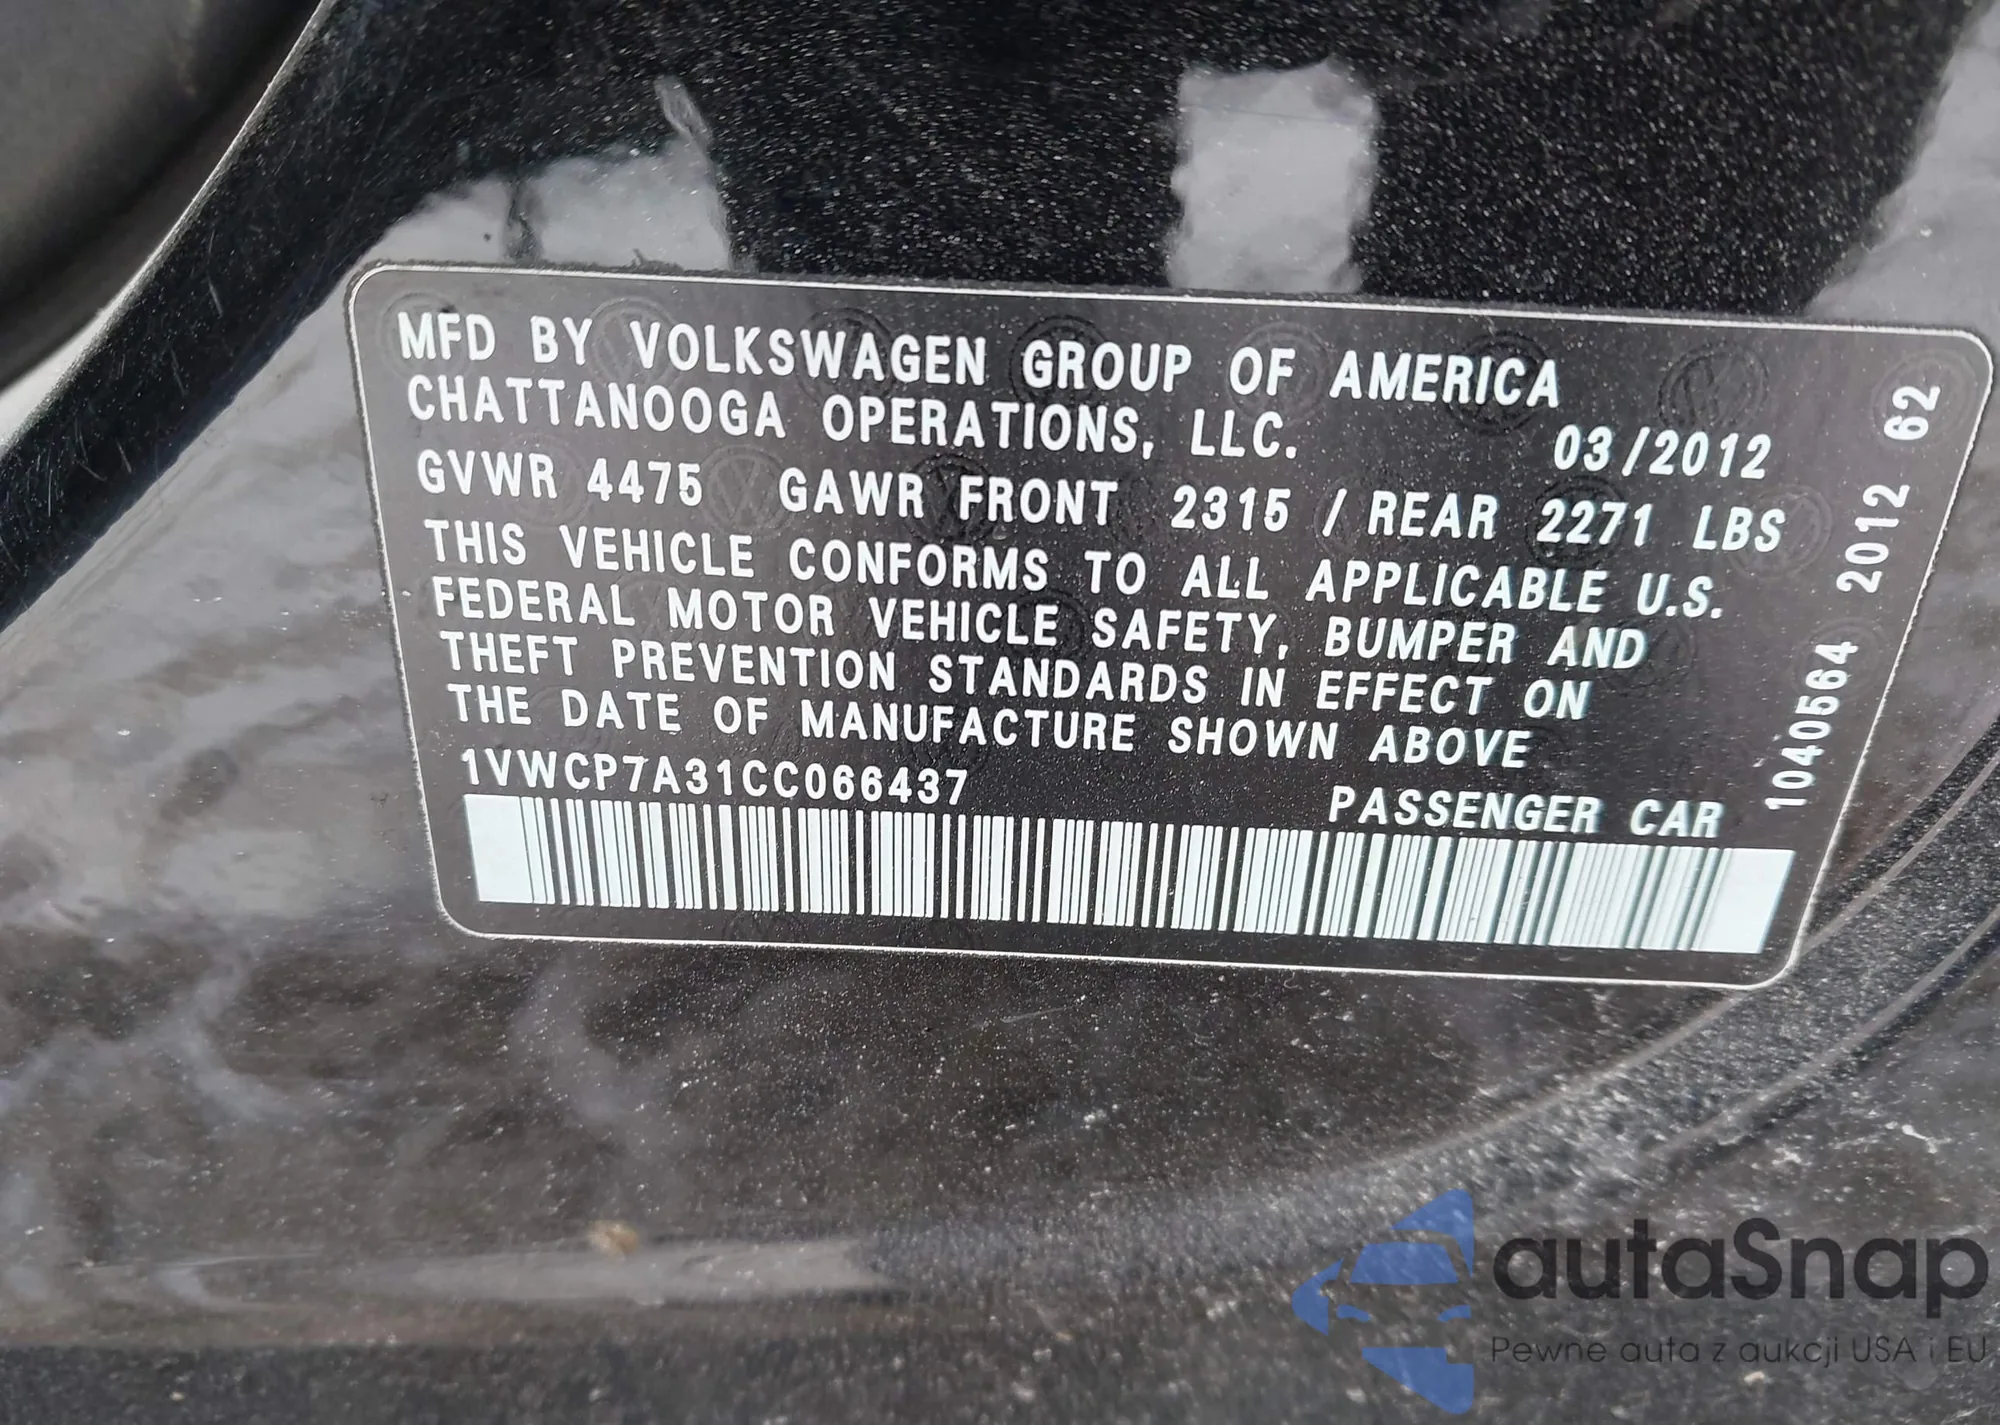 MFD BY VOLKSWAGEN GROUP OF AMERICA
CHATTANOOGA OPERATIONS, LLC.
03/2012
GVWR 4475 GAWR FRONT 2315 / REAR 2271 LBS
THIS VEHICLE CONFORMS TO ALL APPLICABLE U.S.
FEDERAL MOTOR VEHICLE SAFETY, BUMPER AND
THEFT PREVENTION STANDARDS IN EFFECT ON
THE DATE OF MANUFACTURE SHOWN ABOVE
1VWCP7A31CC066437
PASSENGER CAR
1040564 2012 62
autaSnap
Pewne auta z aukcji USA i EU